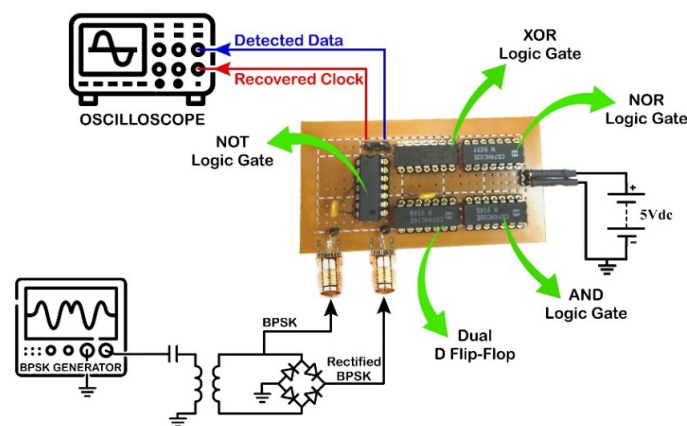 Detected Data
Recovered Clock
OSCILLOSCOPE
XOR
Logic Gate
NOR
Logic Gate
NOT
Logic Gate
+
5Vdc
-
AND
Logic Gate
Dual
D Flip-Flop
BPSK
Rectified
BPSK
BPSK GENERATOR